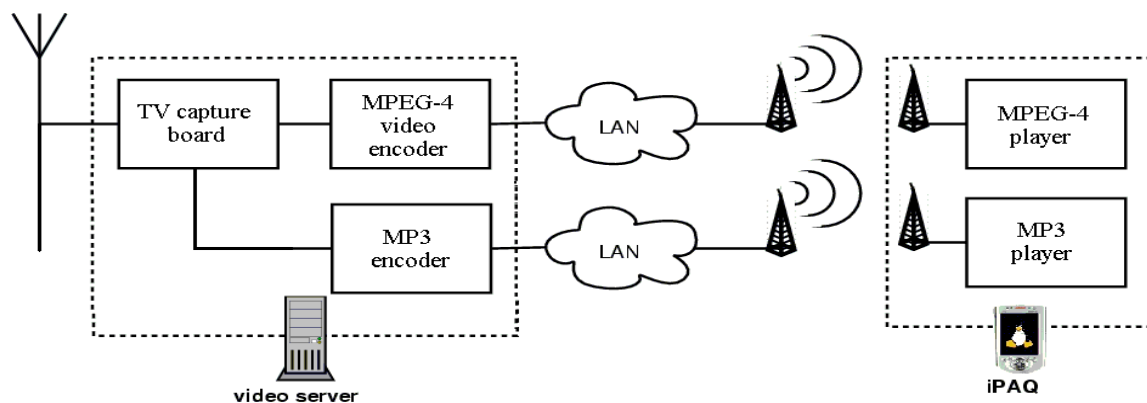 TV capture
board
MPEG-4
video
encoder
LAN
MPEG-4
player
MP3
encoder
LAN
MP3
player
video server
iPAQ